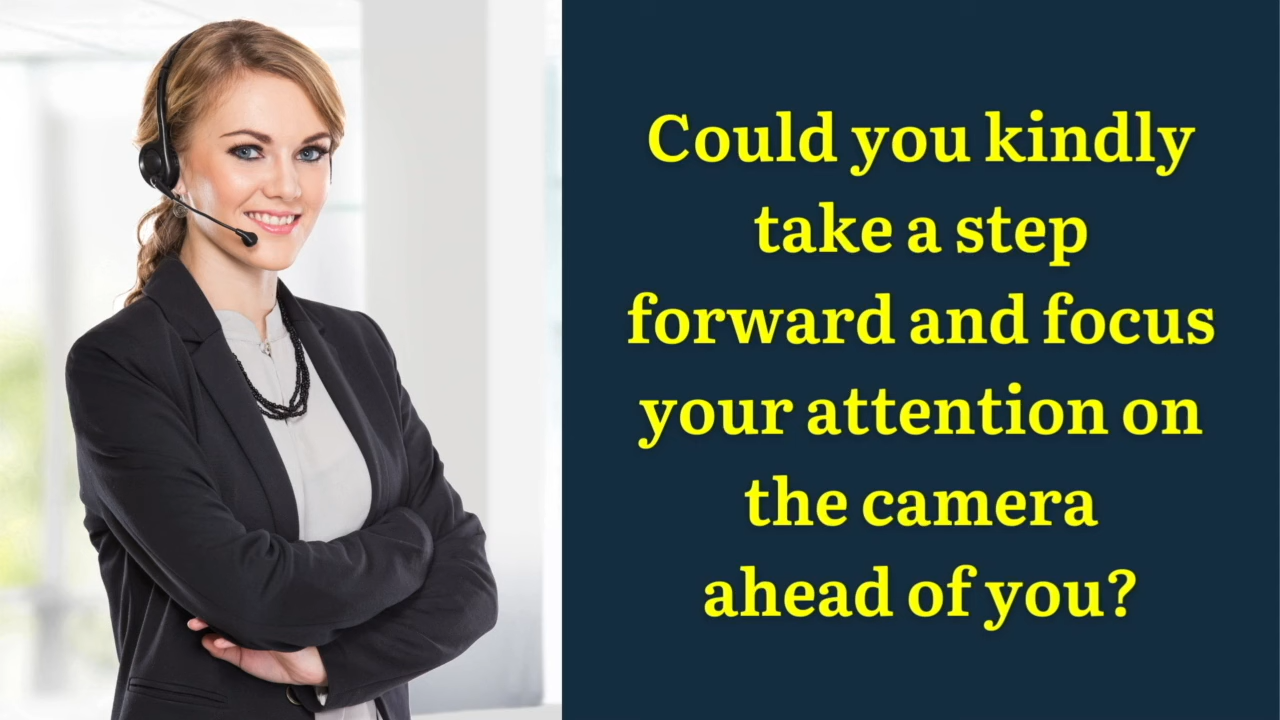 Could you kindly
take a step
forward and focus
your attention on
the camera
ahead of you?